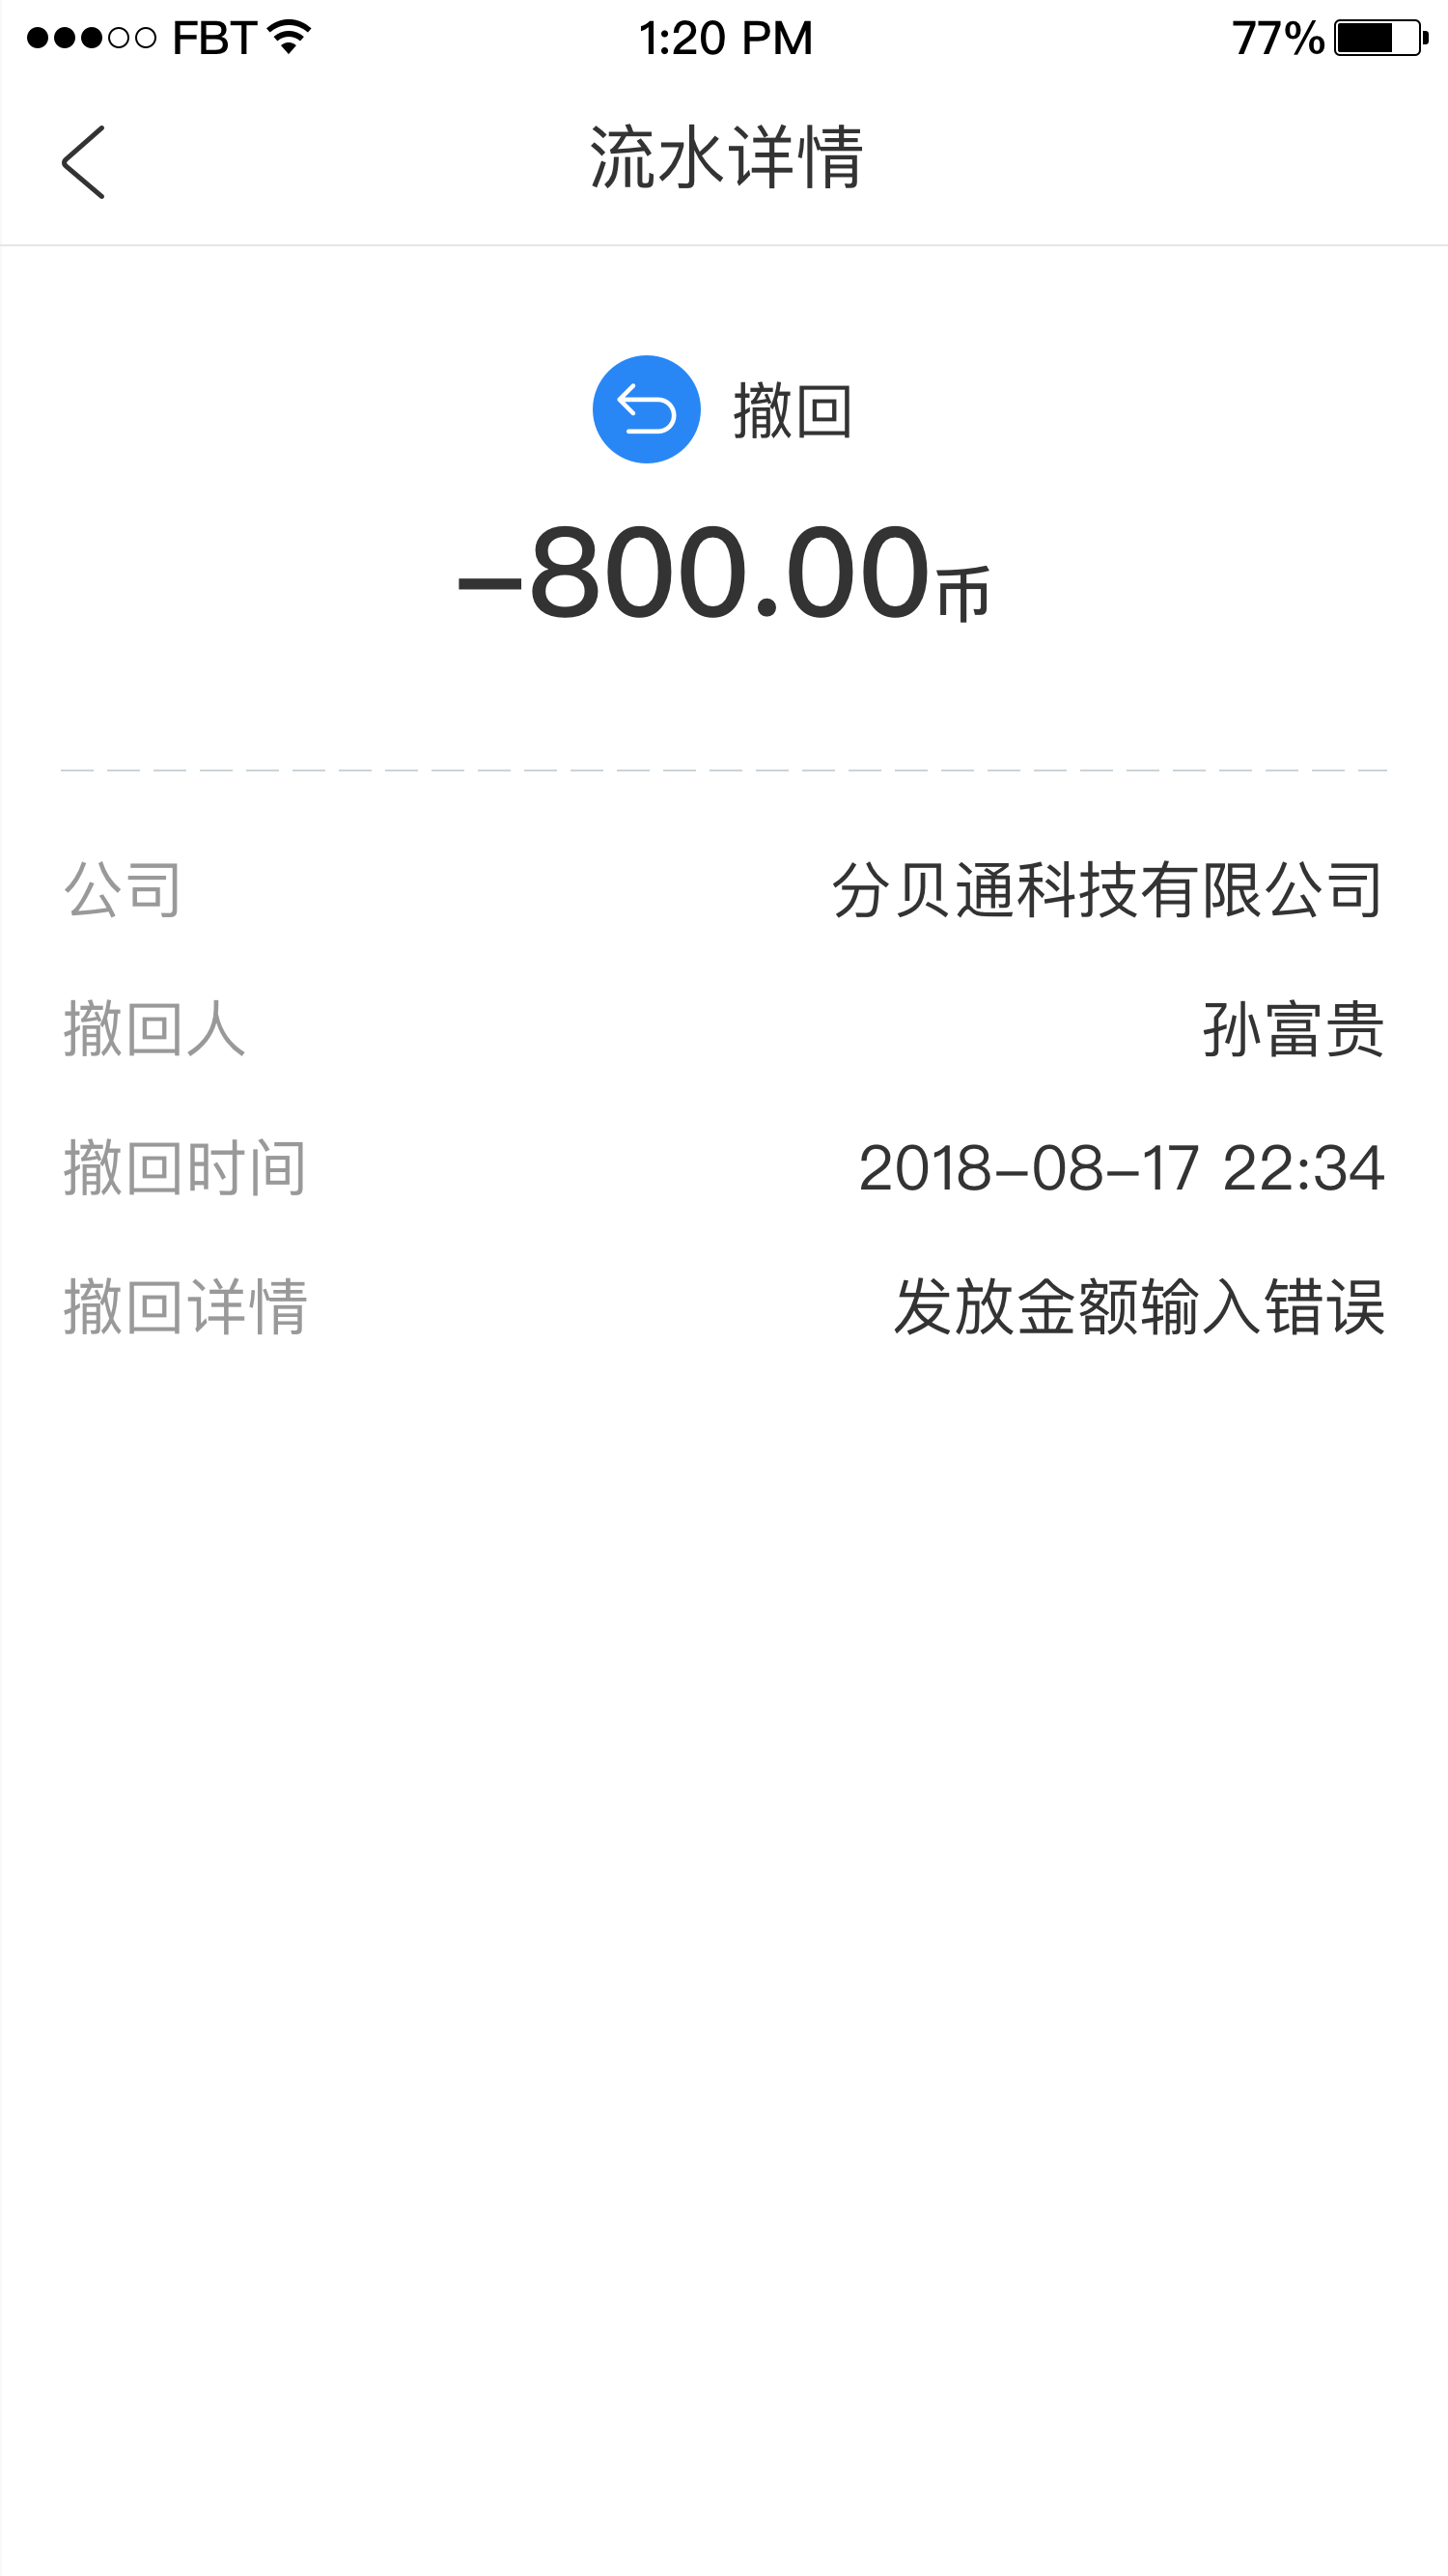 FBT 1:20 PM 77%
流水详情
撤回
-800.00币
公司 分贝通科技有限公司
撤回人 孙富贵
撤回时间 2018-08-17 22:34
撤回详情 发放金额输入错误